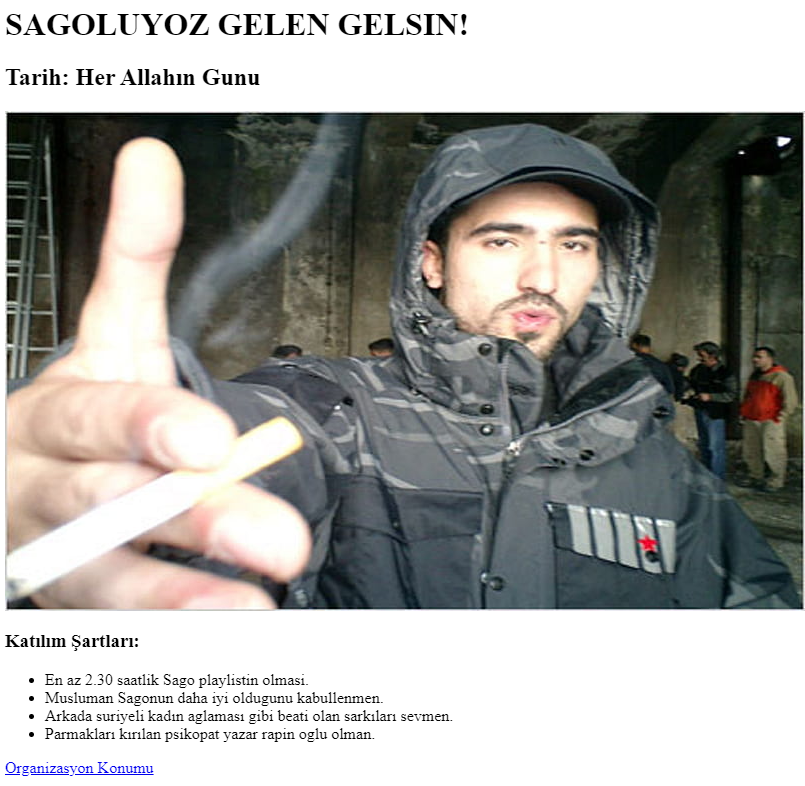 SAGOLUYOZ GELEN GELSIN!
Tarih: Her Allahın Gunu
Katılım Şartları:
En az 2.30 saatlik Sago playlistin olmasi.
Musluman Sagonun daha iyi oldugunu kabullenmen.
Arkada suriyeli kadın aglaması gibi beati olan sarkıları sevmen.
Parmakları kırılan psikopat yazar rapin oglu olman.
Organizasyon Konumu